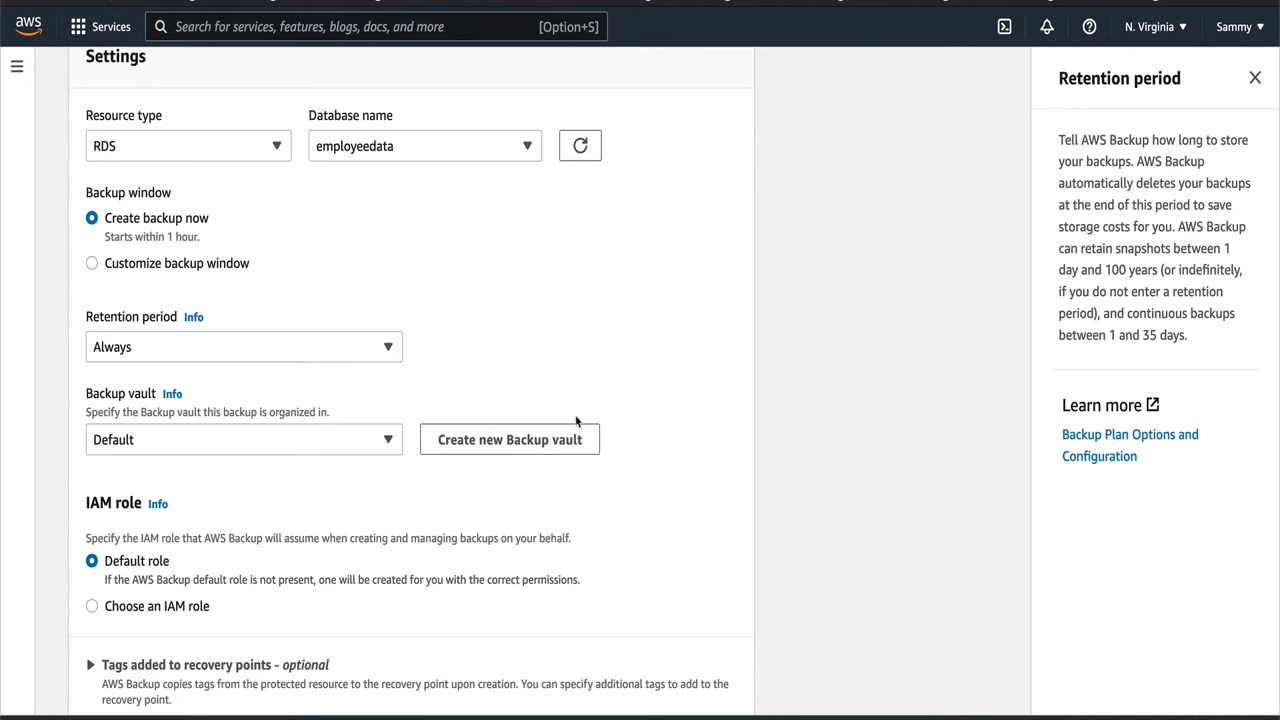 aws
Services
Search for services, features, blogs, docs, and more
[Option+S]
N. Virginia
Sammy
Settings
Resource type
Database name
RDS
employeedata
Backup window
Create backup now
Starts within 1 hour.
Customize backup window
Retention period Info
Always
Backup vault Info
Specify the Backup vault this backup is organized in.
Default
Create new Backup vault
IAM role Info
Specify the IAM role that AWS Backup will assume when creating and managing backups on your behalf.
Default role
If the AWS Backup default role is not present, one will be created for you with the correct permissions.
Choose an IAM role
Tags added to recovery points - optional
AWS Backup copies tags from the protected resource to the recovery point upon creation. You can specify additional tags to add to the
recovery point.
Retention period
Tell AWS Backup how long to store
your backups. AWS Backup
automatically deletes your backups
at the end of this period to save
storage costs for you. AWS Backup
can retain snapshots between 1
day and 100 years (or indefinitely,
if you do not enter a retention
period), and continuous backups
between 1 and 35 days.
Learn more
Backup Plan Options and
Configuration